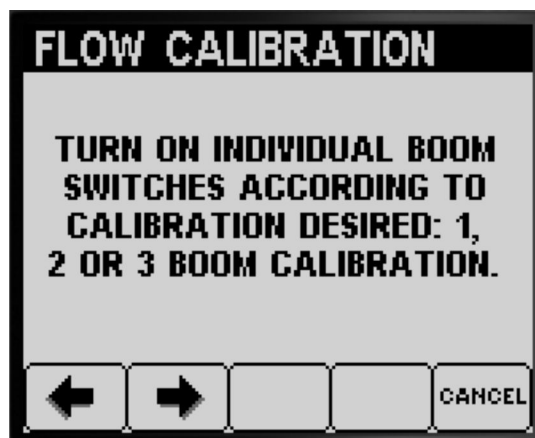 FLOW CALIBRATION
TURN ON INDIVIDUAL BOOM
SWITCHES ACCORDING TO
CALIBRATION DESIRED: 1,
2 OR 3 BOOM CALIBRATION.
CANCEL